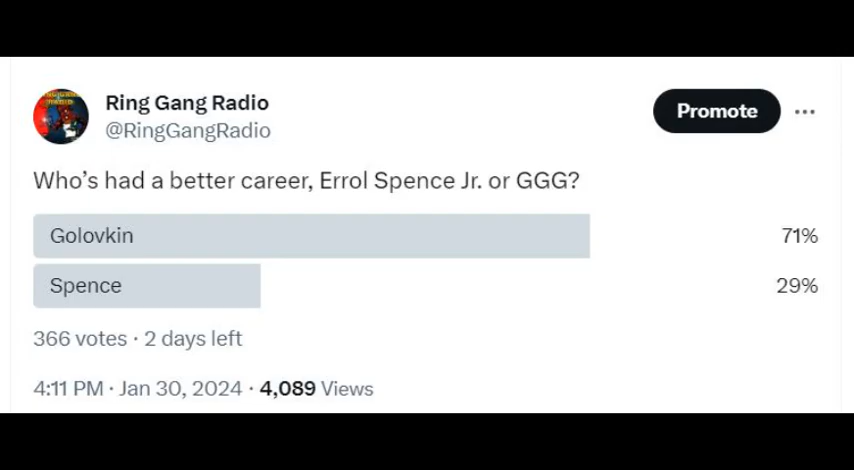 Ring Gang Radio
@RingGangRadio
Promote
Who's had a better career, Errol Spence Jr. or GGG?
Golovkin 71%
Spence 29%
366 votes · 2 days left
4:11 PM · Jan 30, 2024 · 4,089 Views